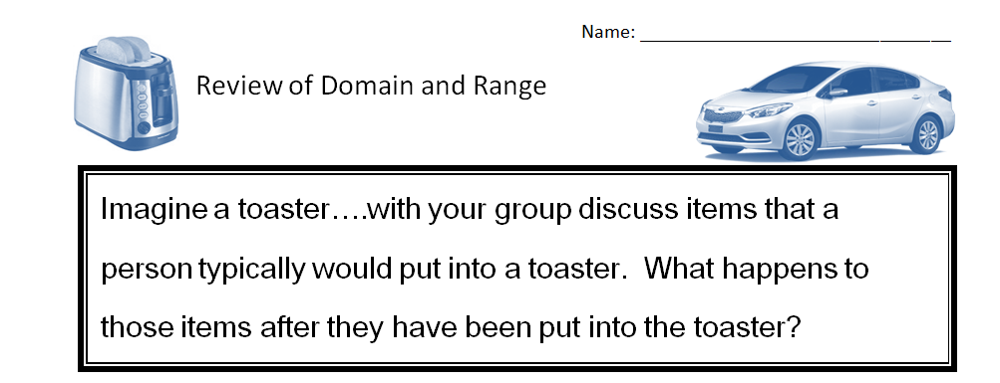 Name: ______________________________
Review of Domain and Range
Imagine a toaster….with your group discuss items that a
person typically would put into a toaster.  What happens to
those items after they have been put into the toaster?